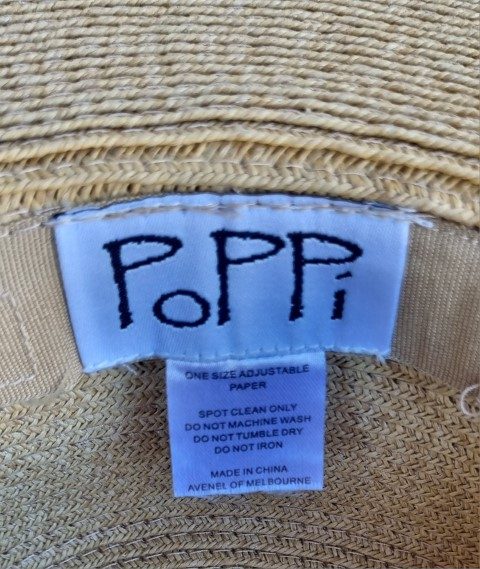 PoPPi
ONE SIZE ADJUSTABLE
PAPER
SPOT CLEAN ONLY
DO NOT MACHINE WASH
DO NOT TUMBLE DRY
DO NOT IRON
MADE IN CHINA
AVENEL OF MELBOURNE